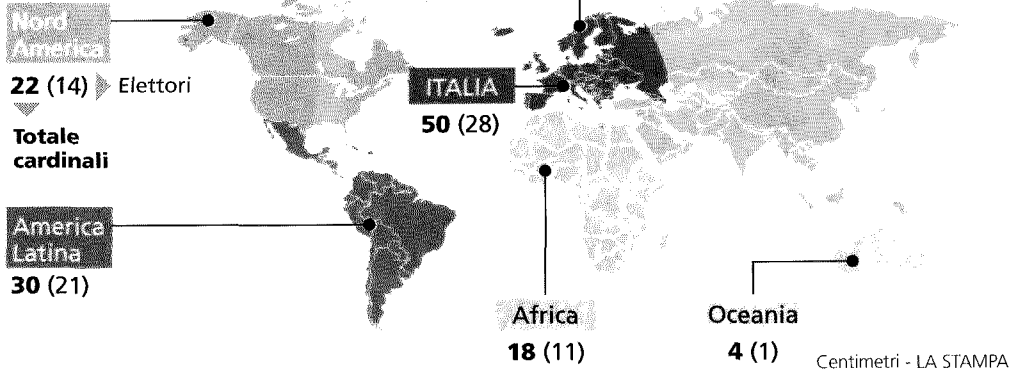 Nord
America
22 (14) Elettori
Totale
cardinali
ITALIA
50 (28)
America
Latina
30 (21)
Africa
18 (11)
Oceania
4 (1)
Centimetri - LA STAMPA